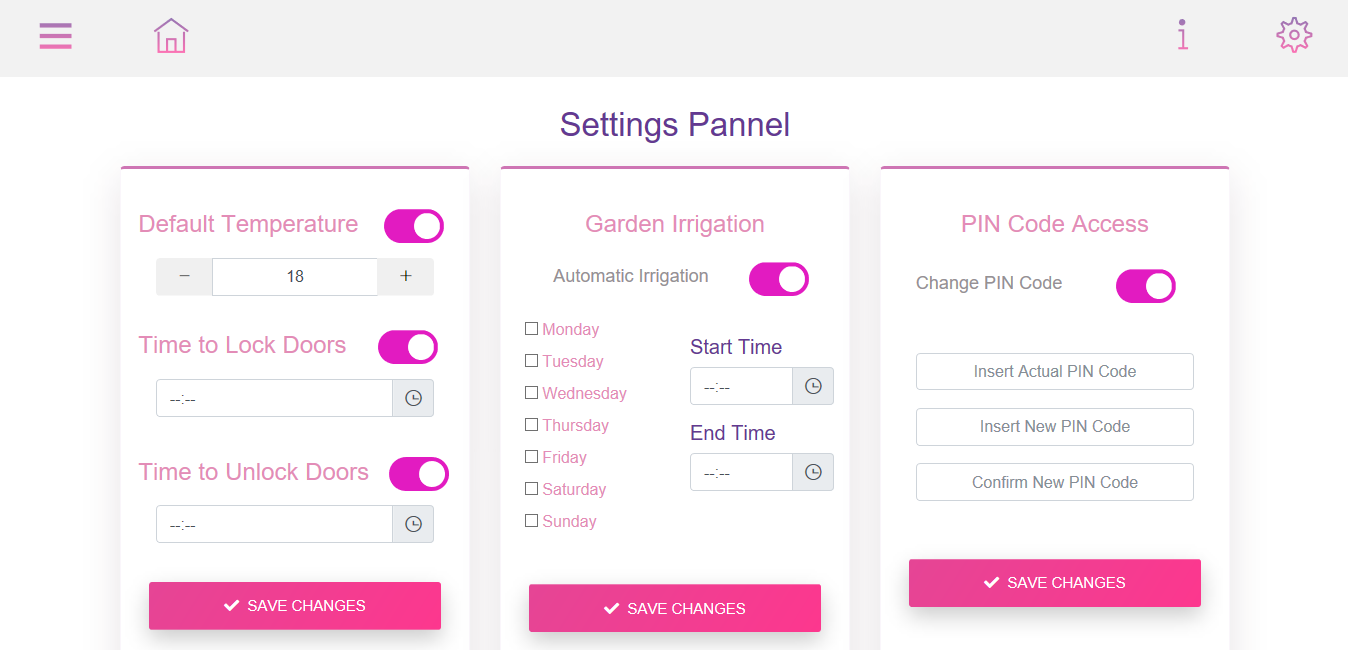 Settings Pannel
Default Temperature
− 18 +
Time to Lock Doors
--:--
Time to Unlock Doors
--:--
SAVE CHANGES
Garden Irrigation
Automatic Irrigation
Monday
Tuesday
Wednesday
Thursday
Friday
Saturday
Sunday
Start Time
--:--
End Time
--:--
SAVE CHANGES
PIN Code Access
Change PIN Code
Insert Actual PIN Code
Insert New PIN Code
Confirm New PIN Code
SAVE CHANGES